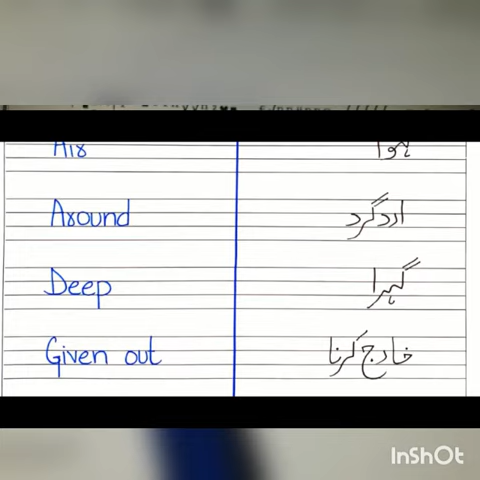 Air ہوا
Around اردگرد
Deep گہرا
Given out خارج کرنا
InShOt